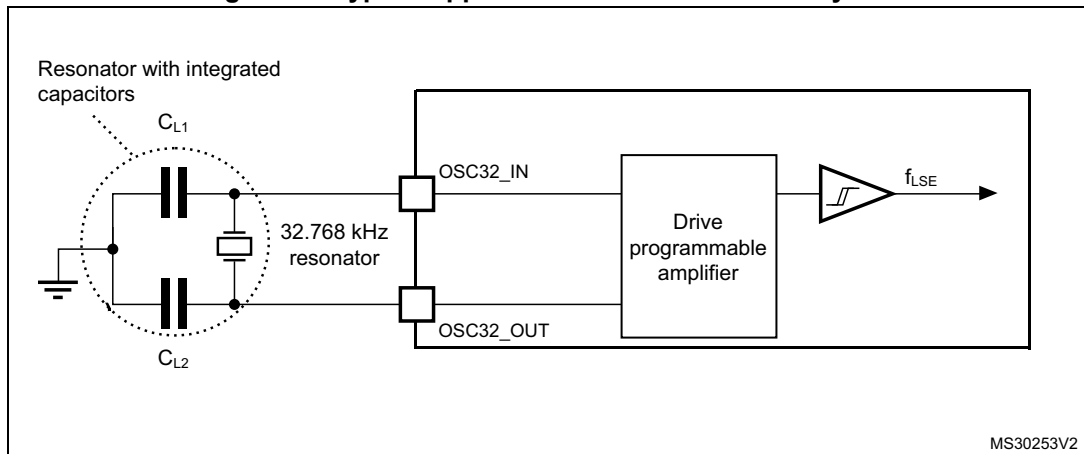 Resonator with integrated
capacitors
CL1
OSC32_IN
fLSE
32.768 kHz
resonator
Drive
programmable
amplifier
OSC32_OUT
CL2
MS30253V2